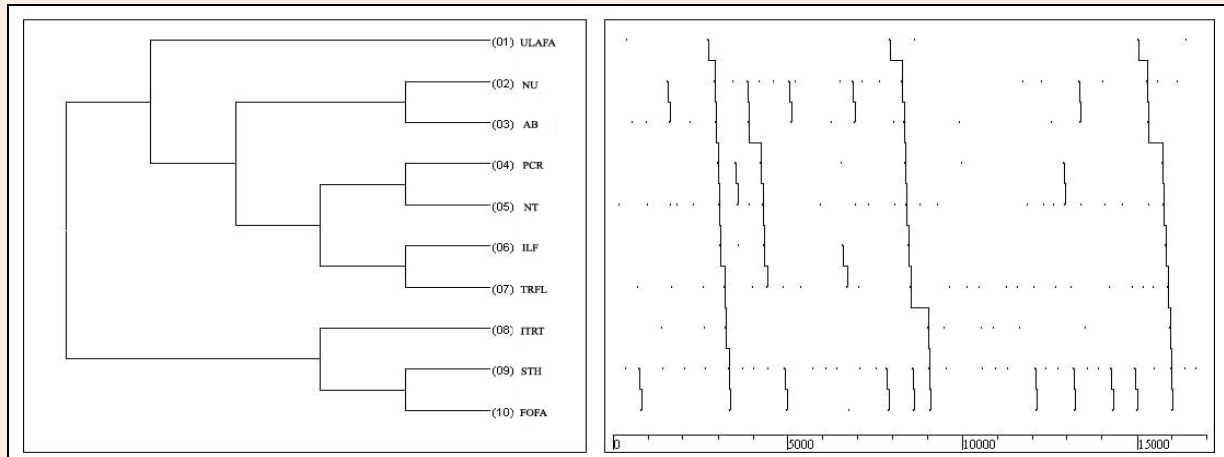 (01) ULAFA
(02) NU
(03) AB
(04) PCR
(05) NT
(06) ILF
(07) TRFL
(08) ITRT
(09) STH
(10) FOFA
0 5000 10000 15000